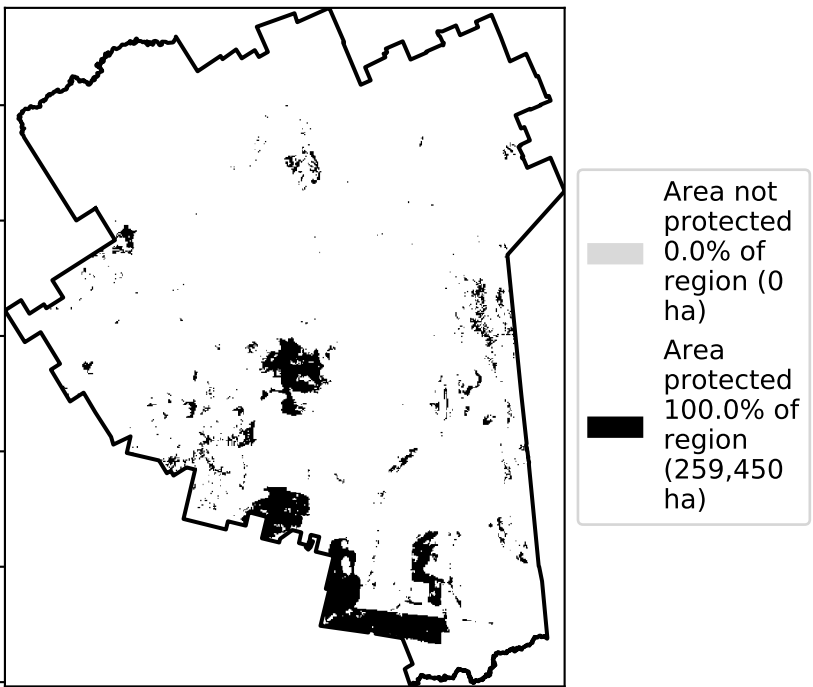 Area not
protected
0.0% of
region (0
ha)
Area
protected
100.0% of
region
(259,450
ha)